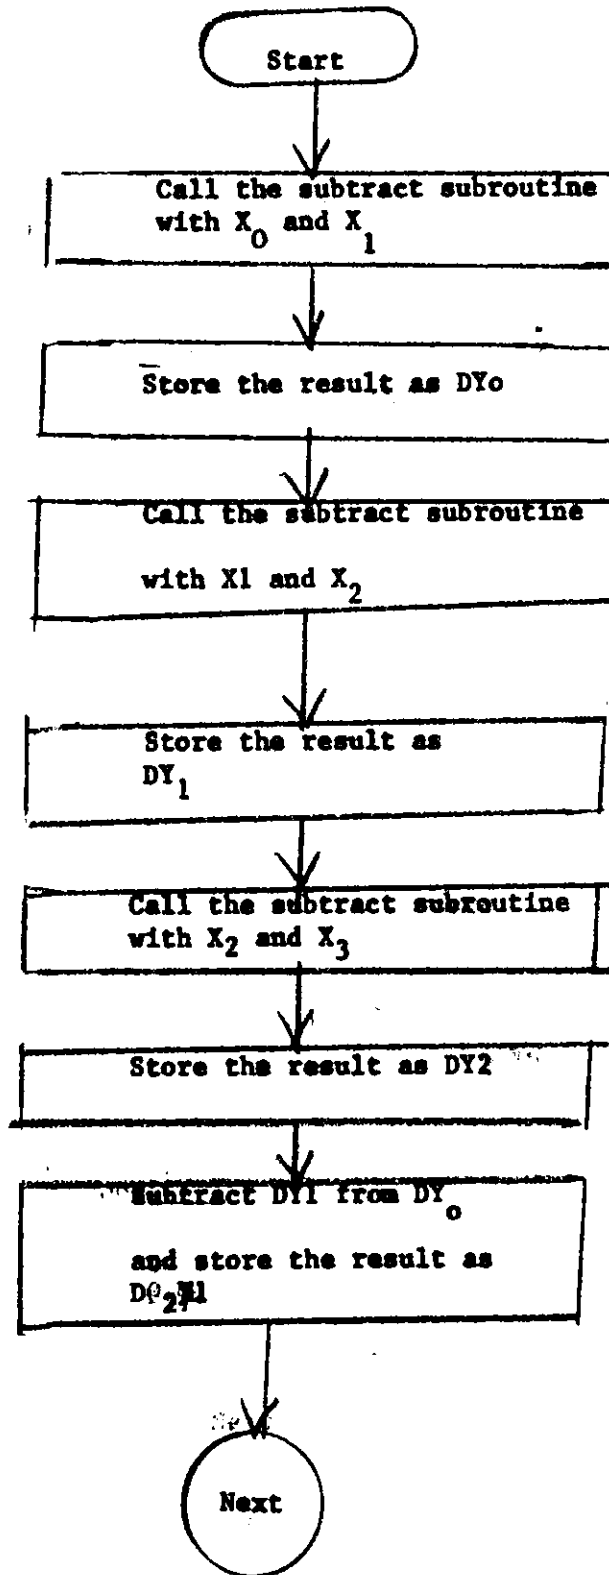 Start
Call the subtract subroutine
with X₀ and X₁
Store the result as DYo
Call the subtract subroutine
with X1 and X₂
Store the result as
DY₁
Call the subtract subroutine
with X₂ and X₃
Store the result as DY2
Subtract DY1 from DYₒ
and store the result as
Next